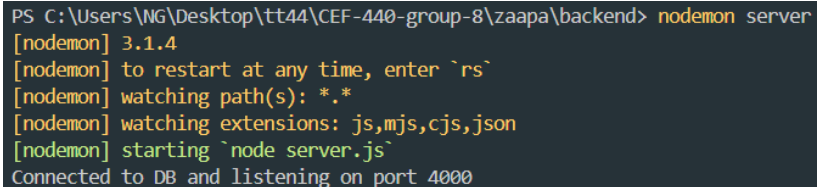 PS C:\Users\NG\Desktop\tt44\CEF-440-group-8\zaapa\backend> nodemon server
[nodemon] 3.1.4
[nodemon] to restart at any time, enter `rs`
[nodemon] watching path(s): *.*
[nodemon] watching extensions: js,mjs,cjs,json
[nodemon] starting `node server.js`
Connected to DB and listening on port 4000